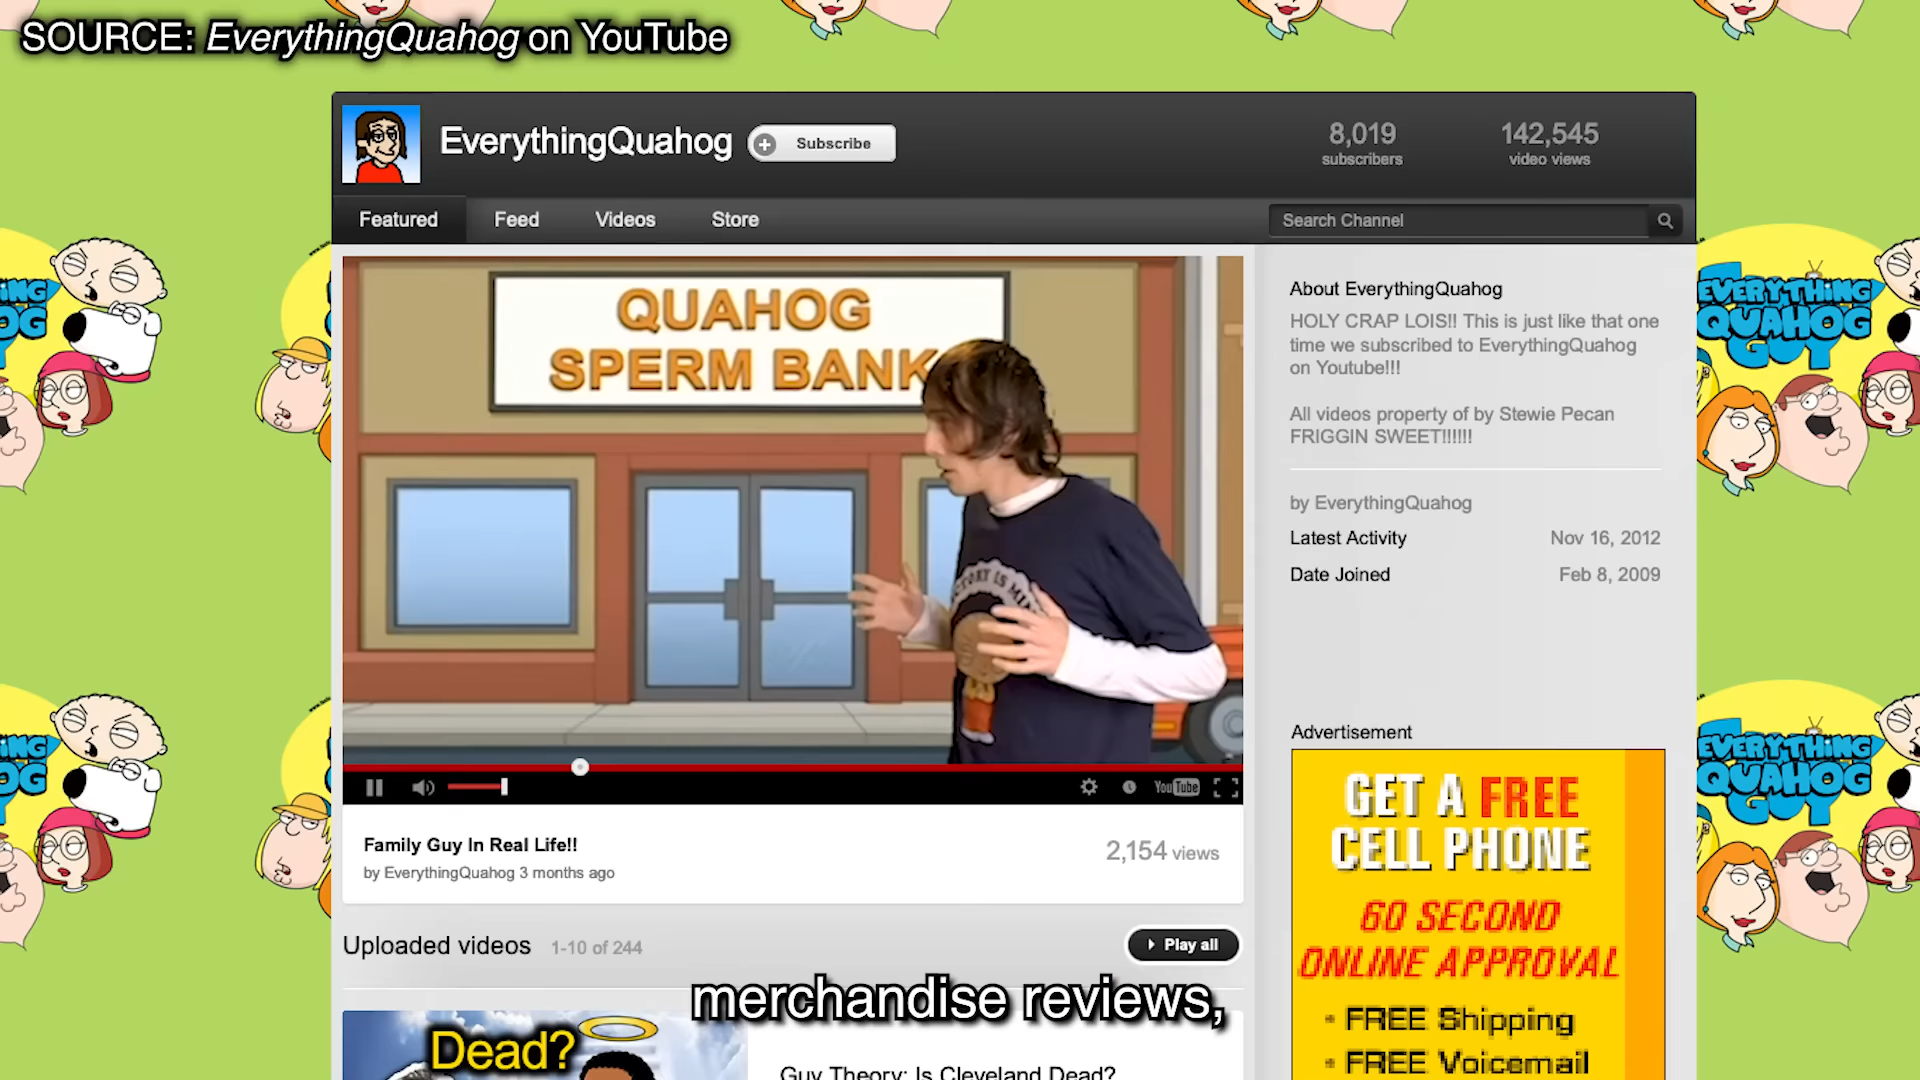 SOURCE: EverythingQuahog on YouTube
EverythingQuahog
Subscribe
8,019
subscribers
142,545
video views
Featured
Feed
Videos
Store
Search Channel
QUAHOG
SPERM BANK
About EverythingQuahog
HOLY CRAP LOIS!! This is just like that one
time we subscribed to EverythingQuahog
on Youtube!!!
All videos property of by Stewie Pecan
FRIGGIN SWEET!!!!!!
by EverythingQuahog
Latest Activity
Nov 16, 2012
Date Joined
Feb 8, 2009
EVERYTHING
QUAHOG
GUY
YouTube
Family Guy In Real Life!!
by EverythingQuahog 3 months ago
2,154 views
Advertisement
GET A FREE
CELL PHONE
60 SECOND
ONLINE APPROVAL
• FREE Shipping
• FREE Voicemail
EVERYTHING
QUAHOG
GUY
Uploaded videos 1-10 of 244
Play all
merchandise reviews,
Dead?
Guy Theory: Is Cleveland Dead?